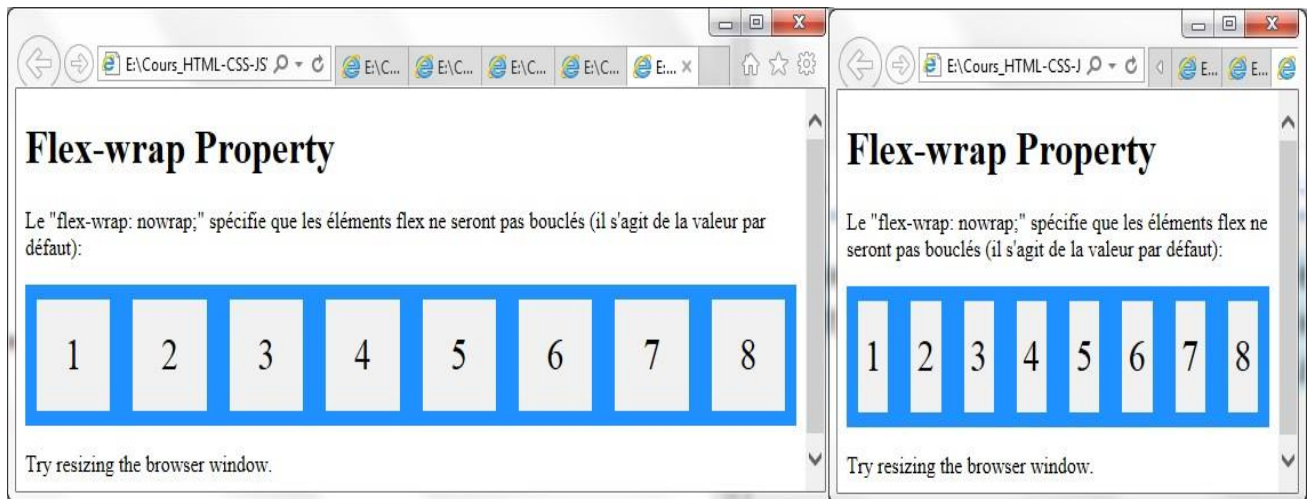 E:\Cours_HTML-CSS-JS
E:\C...
E:\C...
E:\C...
E:\C...
E:...
Flex-wrap Property
Le "flex-wrap: nowrap;" spécifie que les éléments flex ne seront pas bouclés (il s'agit de la valeur par
défaut):
1 2 3 4 5 6 7 8
Try resizing the browser window.
E:\Cours_HTML-CSS-J
E...
E...
Flex-wrap Property
Le "flex-wrap: nowrap;" spécifie que les éléments flex ne
seront pas bouclés (il s'agit de la valeur par défaut):
1 2 3 4 5 6 7 8
Try resizing the browser window.